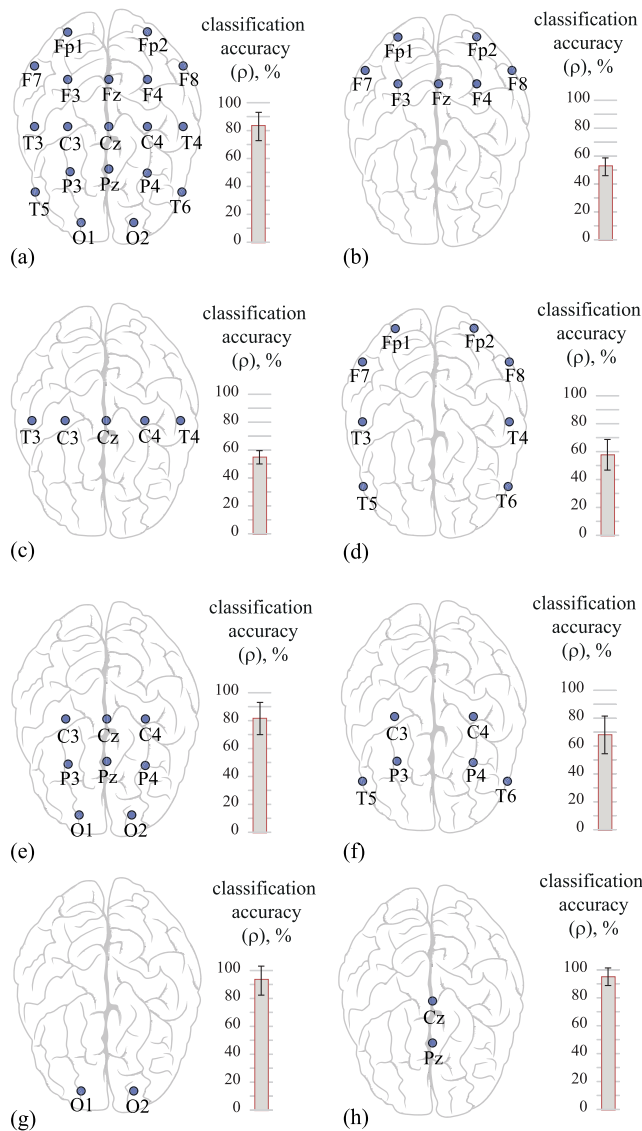 Fp1 Fp2
F7 F8
F3 Fz F4
T3 C3 Cz C4 T4
P3 Pz P4
T5 T6
O1 O2
classification
accuracy
(ρ), %
100
80
60
40
20
0
(a)
Fp1 Fp2
F7 F8
F3 Fz F4
classification
accuracy
(ρ), %
100
80
60
40
20
0
(b)
T3 C3 Cz C4 T4
classification
accuracy
(ρ), %
100
80
60
40
20
0
(c)
Fp1 Fp2
F7 F8
T3 T4
T5 T6
classification
accuracy
(ρ), %
100
80
60
40
20
0
(d)
C3 Cz C4
P3 Pz P4
O1 O2
classification
accuracy
(ρ), %
100
80
60
40
20
0
(e)
C3 C4
P3 P4
T5 T6
classification
accuracy
(ρ), %
100
80
60
40
20
0
(f)
O1 O2
classification
accuracy
(ρ), %
100
80
60
40
20
0
(g)
Cz
Pz
classification
accuracy
(ρ), %
100
80
60
40
20
0
(h)